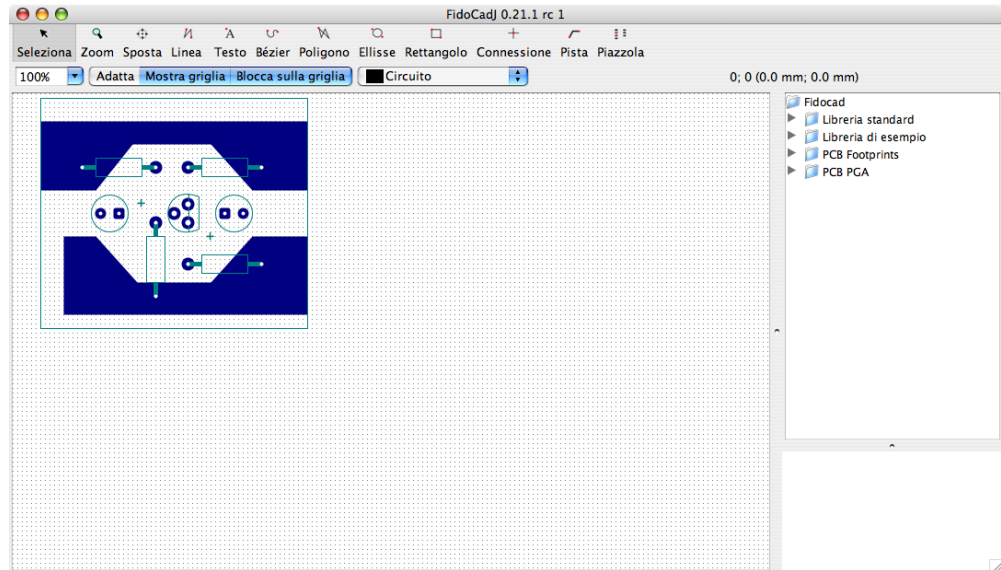 FidoCadJ 0.21.1 rc 1
Seleziona Zoom Sposta Linea Testo Bézier Poligono Ellisse Rettangolo Connessione Pista Piazzola
100% Adatta Mostra griglia Blocca sulla griglia Circuito 0; 0 (0.0 mm; 0.0 mm)
Fidocad
Libreria standard
Libreria di esempio
PCB Footprints
PCB PGA